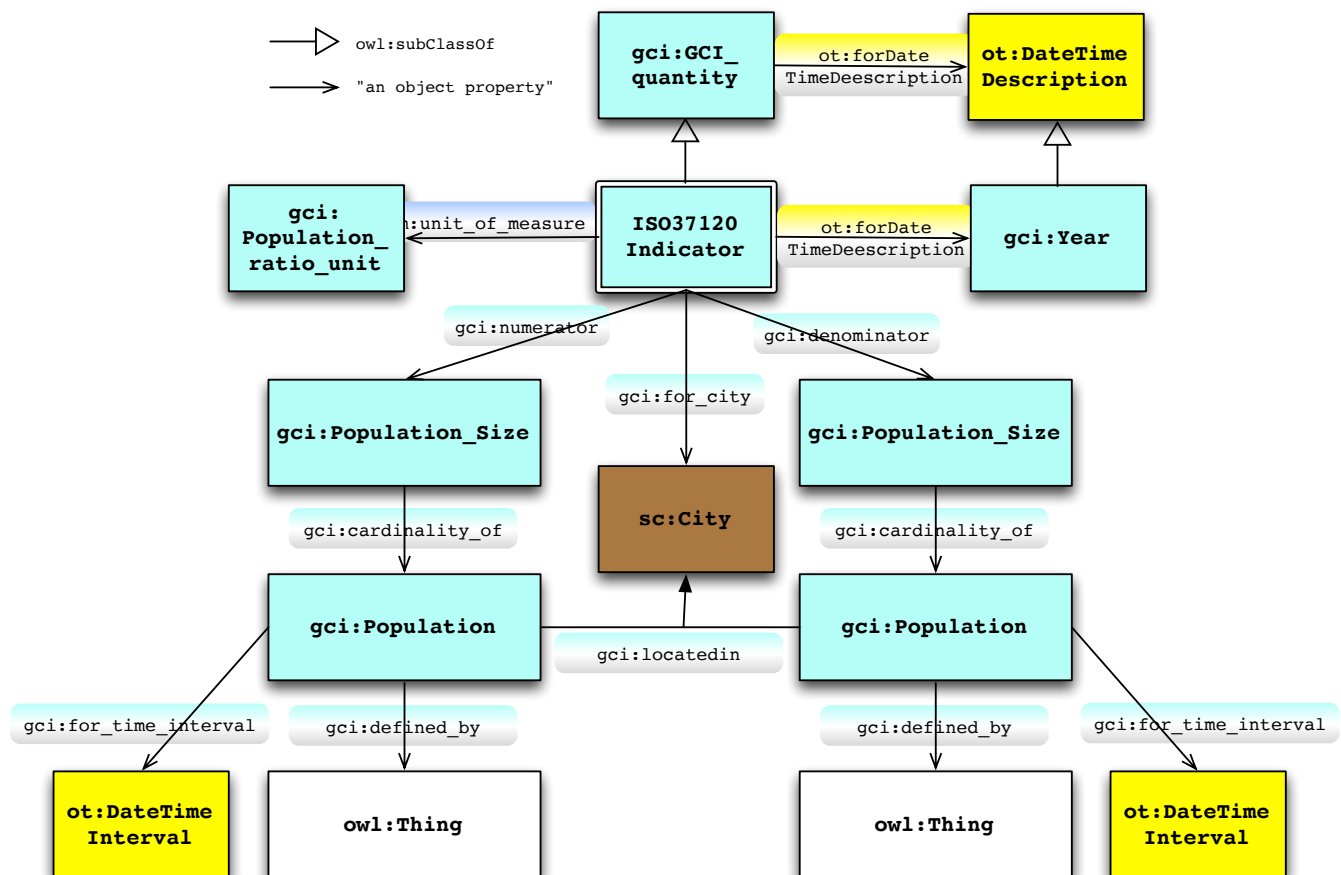 owl:subClassOf
"an object property"
gci:GCI_
quantity
ot:forDate
TimeDeescription
ot:DateTime
Description
gci:
Population_
ratio_unit
:unit_of_measure
ISO37120
Indicator
ot:forDate
TimeDeescription
gci:Year
gci:numerator
gci:denominator
gci:for_city
gci:Population_Size
gci:Population_Size
sc:City
gci:cardinality_of
gci:cardinality_of
gci:Population
gci:Population
gci:locatedin
gci:for_time_interval
gci:defined_by
gci:defined_by
gci:for_time_interval
ot:DateTime
Interval
owl:Thing
owl:Thing
ot:DateTime
Interval